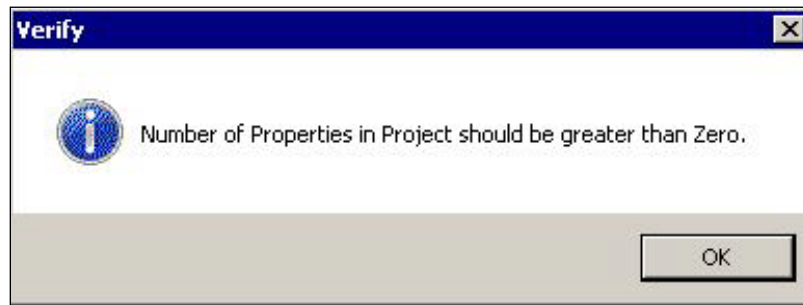 Verify
Number of Properties in Project should be greater than Zero.
OK